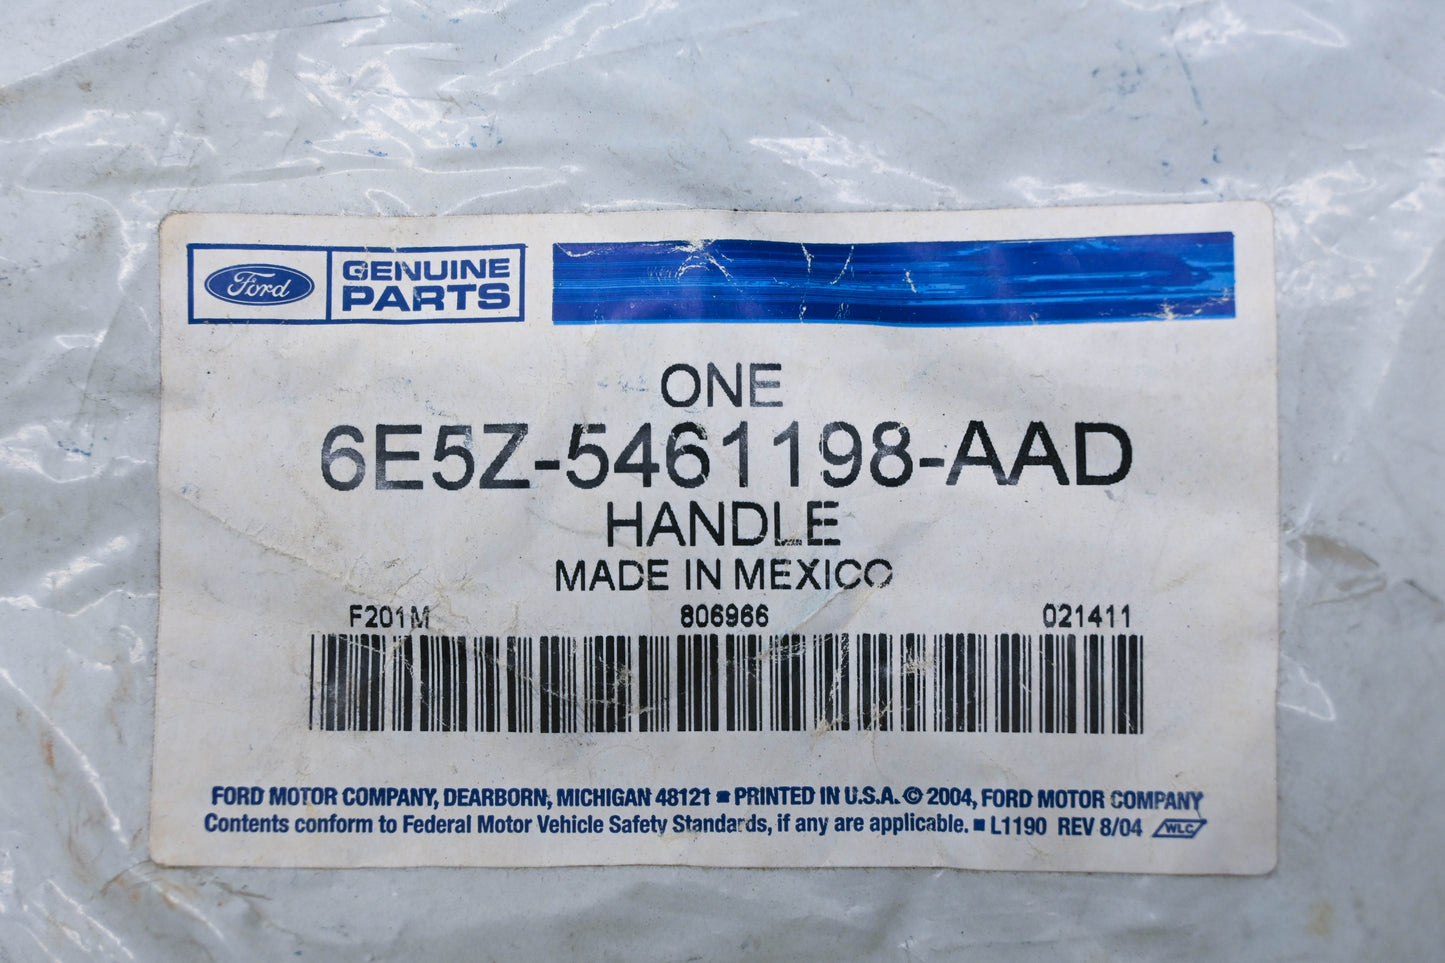 Ford GENUINE
PARTS
ONE
6E5Z-5461198-AAD
HANDLE
MADE IN MEXICO
F201M 806966 021411
FORD MOTOR COMPANY, DEARBORN, MICHIGAN 48121 ■ PRINTED IN U.S.A. © 2004, FORD MOTOR COMPANY
Contents conform to Federal Motor Vehicle Safety Standards, if any are applicable. ■ L1190 REV 8/04 WLC